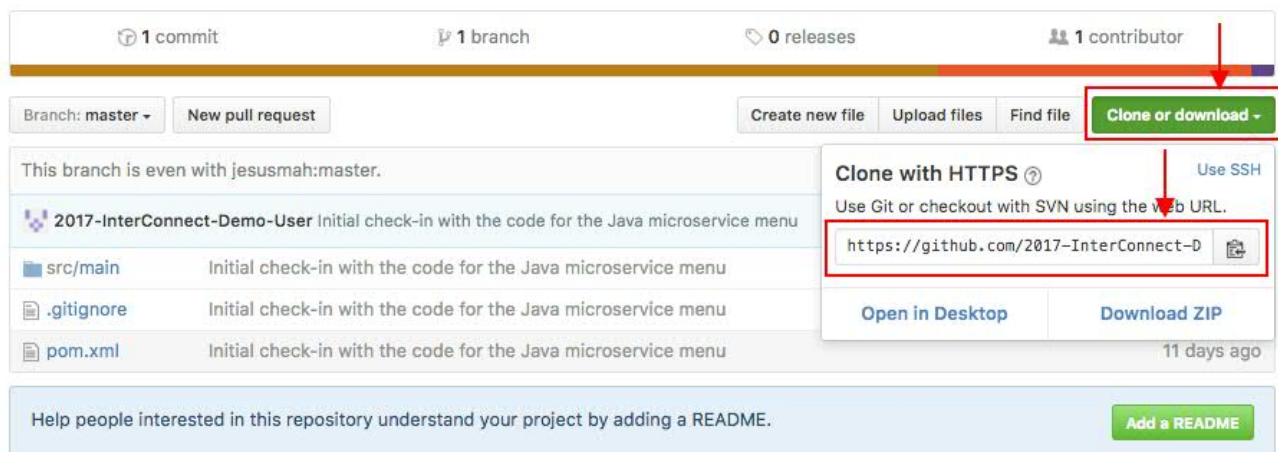 1 commit 1 branch 0 releases 1 contributor
Branch: master New pull request Create new file Upload files Find file Clone or download
This branch is even with jesusmah:master.
Clone with HTTPS ? Use SSH
Use Git or checkout with SVN using the web URL.
2017-InterConnect-Demo-User Initial check-in with the code for the Java microservice menu
https://github.com/2017-InterConnect-D
src/main Initial check-in with the code for the Java microservice menu
.gitignore Initial check-in with the code for the Java microservice menu
Open in Desktop Download ZIP
pom.xml Initial check-in with the code for the Java microservice menu 11 days ago
Help people interested in this repository understand your project by adding a README. Add a README